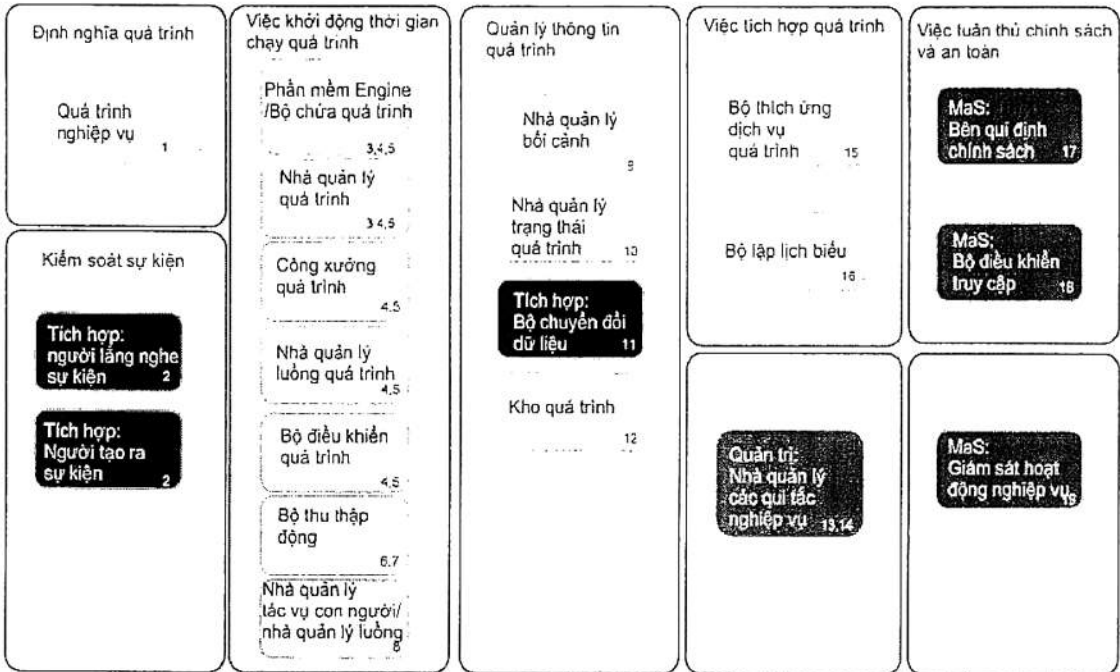 Định nghĩa quá trình
Quá trình
nghiệp vụ
1
Kiểm soát sự kiện
Tích hợp:
người lắng nghe
sự kiện 2
Tích hợp:
Người tạo ra
sự kiện 2
Việc khởi động thời gian
chạy quá trình
Phần mềm Engine
/Bộ chứa quá trình
3,4,5
Nhà quản lý
quá trình
3,4,5
Công xưởng
quá trình
4,5
Nhà quản lý
luồng quá trình
4,5
Bộ điều khiển
quá trình
4,5
Bộ thu thập
động
6,7
Nhà quản lý
tác vụ con người/
nhà quản lý luồng
8
Quản lý thông tin
quá trình
Nhà quản lý
bối cảnh
9
Nhà quản lý
trạng thái
quá trình 10
Tích hợp:
Bộ chuyển đổi
dữ liệu 11
Kho quá trình
12
Việc tích hợp quá trình
Bộ thích ứng
dịch vụ
quá trình 15
Bộ lập lịch biểu
16
Quản trị:
Nhà quản lý
các qui tắc
nghiệp vụ 13,14
Việc tuân thủ chính sách
và an toàn
MaS:
Bên qui định
chính sách 17
MaS:
Bộ điều khiển
truy cập 18
MaS:
Giám sát hoạt
động nghiệp vụ
19